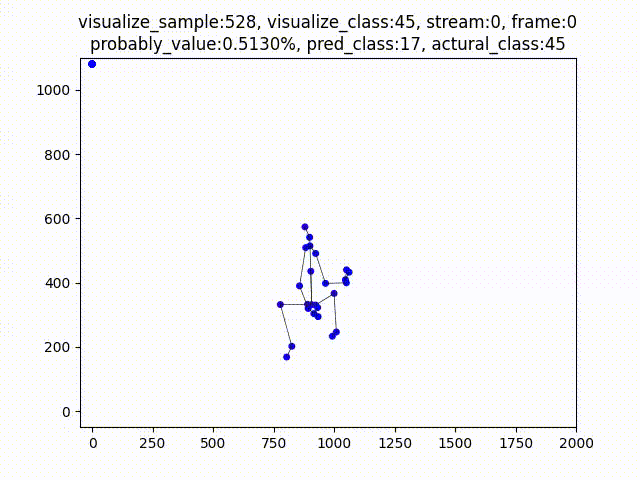 visualize_sample:528, visualize_class:45, stream:0, frame:0
probably_value:0.5130%, pred_class:17, actural_class:45
1000
800
600
400
200
0
0 250 500 750 1000 1250 1500 1750 2000